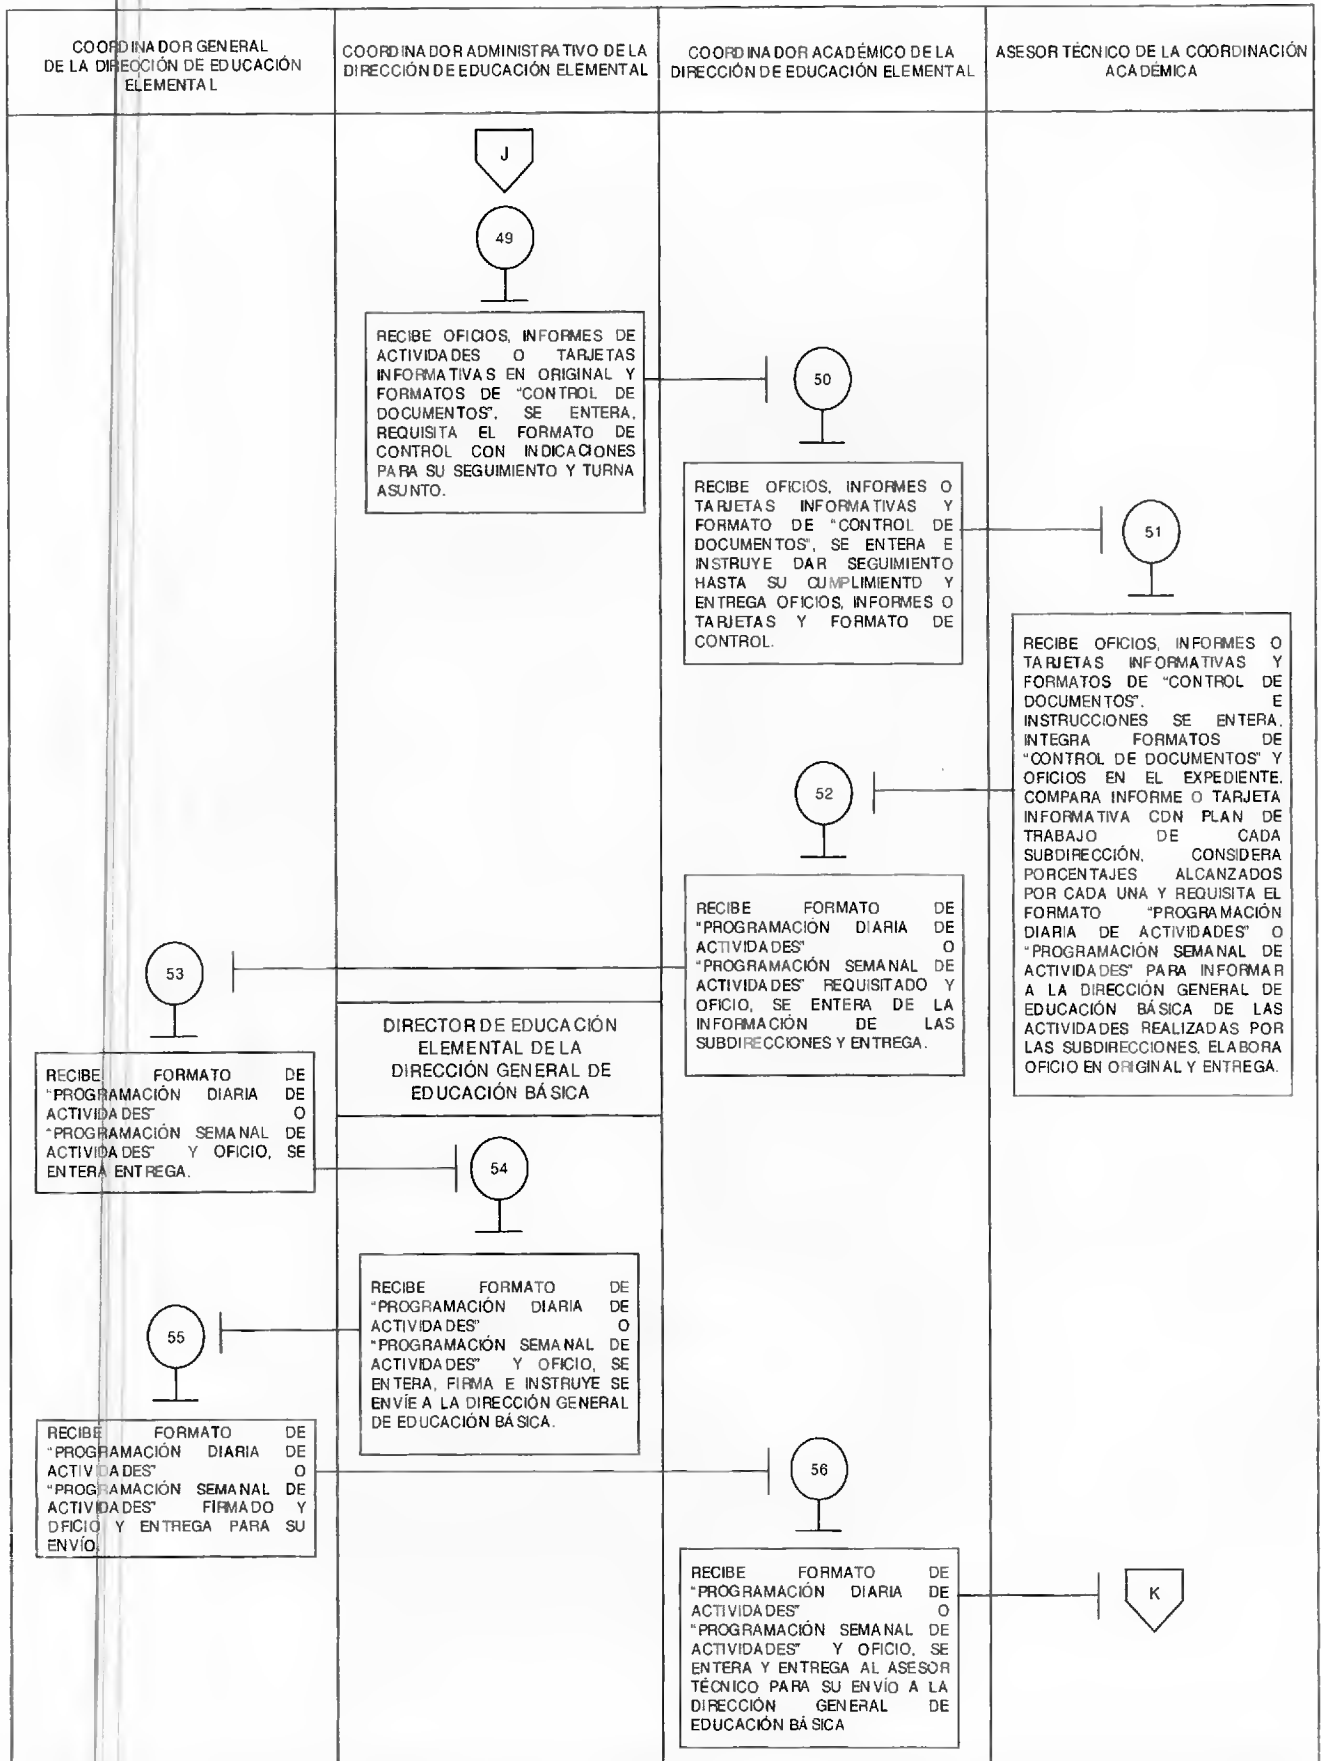 COORDINADOR GENERAL
DE LA DIRECCIÓN DE EDUCACIÓN
ELEMENTAL
COORDINADOR ADMINISTRATIVO DE LA
DIRECCIÓN DE EDUCACIÓN ELEMENTAL
COORDINADOR ACADÉMICO DE LA
DIRECCIÓN DE EDUCACIÓN ELEMENTAL
ASESOR TÉCNICO DE LA COORDINACIÓN
ACADÉMICA
J
49
RECIBE OFICIOS, INFORMES DE
ACTIVIDADES O TARJETAS
INFORMATIVAS EN ORIGINAL Y
FORMATOS DE "CONTROL DE
DOCUMENTOS", SE ENTERA,
REQUISITA EL FORMATO DE
CONTROL CON INDICACIONES
PARA SU SEGUIMIENTO Y TURNA
ASUNTO.
50
RECIBE OFICIOS, INFORMES O
TARJETAS INFORMATIVAS Y
FORMATO DE "CONTROL DE
DOCUMENTOS", SE ENTERA E
INSTRUYE DAR SEGUIMIENTO
HASTA SU CUMPLIMIENTO Y
ENTREGA OFICIOS, INFORMES O
TARJETAS Y FORMATO DE
CONTROL.
51
RECIBE OFICIOS, INFORMES O
TARJETAS INFORMATIVAS Y
FORMATOS DE "CONTROL DE
DOCUMENTOS". E
INSTRUCCIONES SE ENTERA,
INTEGRA FORMATOS DE
"CONTROL DE DOCUMENTOS" Y
OFICIOS EN EL EXPEDIENTE.
COMPARA INFORME O TARJETA
INFORMATIVA CON PLAN DE
TRABAJO DE CADA
SUBDIRECCIÓN, CONSIDERA
PORCENTAJES ALCANZADOS
POR CADA UNA Y REQUISITA EL
FORMATO "PROGRAMACIÓN
DIARIA DE ACTIVIDADES" O
"PROGRAMACIÓN SEMANAL DE
ACTIVIDADES" PARA INFORMAR
A LA DIRECCIÓN GENERAL DE
EDUCACIÓN BÁSICA DE LAS
ACTIVIDADES REALIZADAS POR
LAS SUBDIRECCIONES, ELABORA
OFICIO EN ORIGINAL Y ENTREGA.
52
RECIBE FORMATO DE
"PROGRAMACIÓN DIARIA DE
ACTIVIDADES" O
"PROGRAMACIÓN SEMANAL DE
ACTIVIDADES" REQUISITADO Y
OFICIO, SE ENTERA DE LA
INFORMACIÓN DE LAS
SUBDIRECCIONES Y ENTREGA.
53
RECIBE FORMATO DE
"PROGRAMACIÓN DIARIA DE
ACTIVIDADES" O
"PROGRAMACIÓN SEMANAL DE
ACTIVIDADES" Y OFICIO, SE
ENTERA ENTREGA.
DIRECTOR DE EDUCACIÓN
ELEMENTAL DE LA
DIRECCIÓN GENERAL DE
EDUCACIÓN BÁSICA
54
RECIBE FORMATO DE
"PROGRAMACIÓN DIARIA DE
ACTIVIDADES" O
"PROGRAMACIÓN SEMANAL DE
ACTIVIDADES" Y OFICIO, SE
ENTERA, FIRMA E INSTRUYE SE
ENVÍE A LA DIRECCIÓN GENERAL
DE EDUCACIÓN BÁSICA.
55
RECIBE FORMATO DE
"PROGRAMACIÓN DIARIA DE
ACTIVIDADES" O
"PROGRAMACIÓN SEMANAL DE
ACTIVIDADES" FIRMADO Y
OFICIO Y ENTREGA PARA SU
ENVÍO.
56
RECIBE FORMATO DE
"PROGRAMACIÓN DIARIA DE
ACTIVIDADES" O
"PROGRAMACIÓN SEMANAL DE
ACTIVIDADES" Y OFICIO, SE
ENTERA Y ENTREGA AL ASESOR
TÉCNICO PARA SU ENVÍO A LA
DIRECCIÓN GENERAL DE
EDUCACIÓN BÁSICA
K